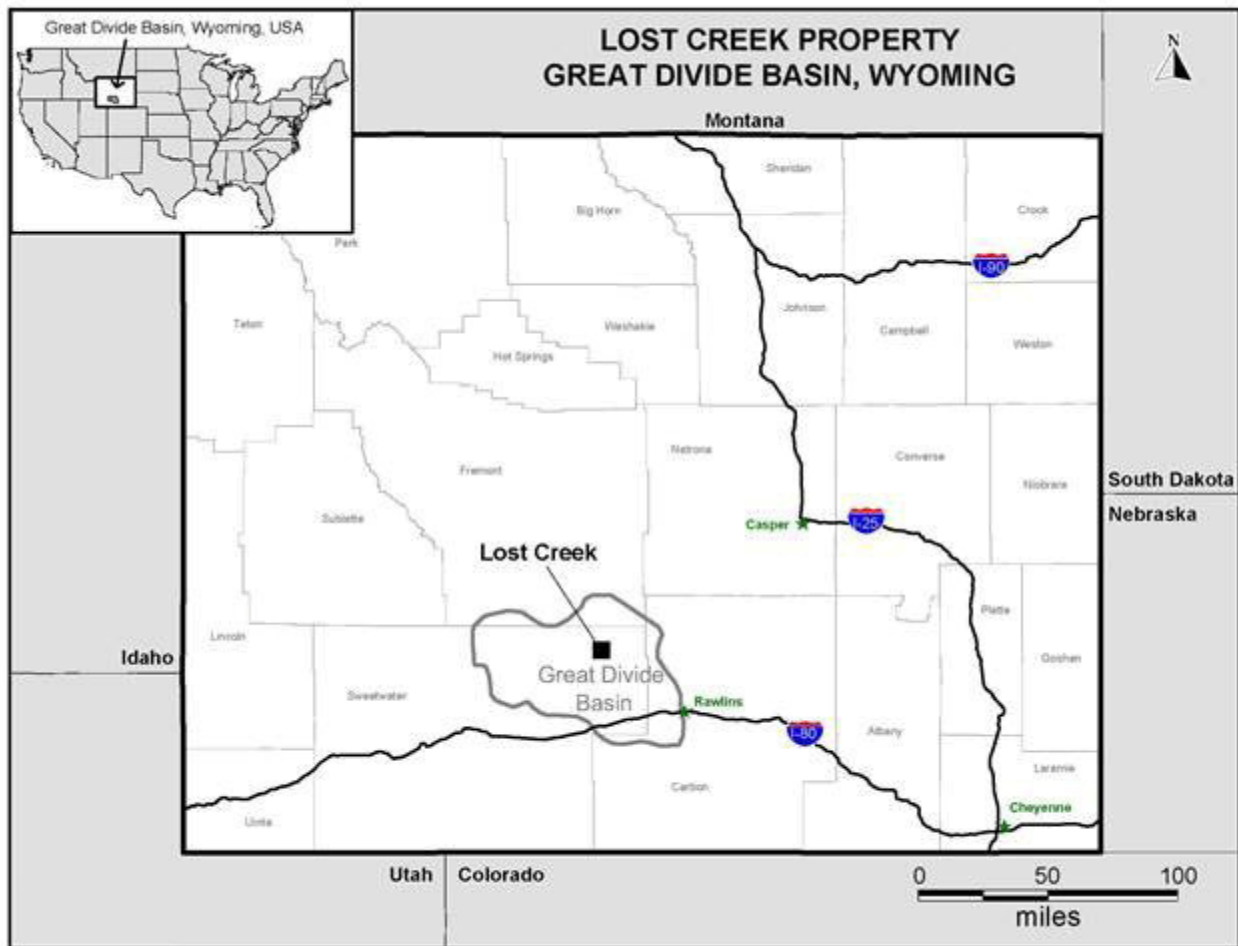 Great Divide Basin, Wyoming, USA
LOST CREEK PROPERTY
GREAT DIVIDE BASIN, WYOMING
N
Montana
Sheridan
Big Horn
Crook
Park
I-90
Teton
Johnson
Washakie
Campbell
Weston
Hot Springs
Natrona
Converse
Fremont
South Dakota
Niobrara
Sublette
Nebraska
Casper
I-25
Lost Creek
Platte
Lincoln
Idaho
Goshen
Great Divide
Basin
Sweetwater
Rawlins
I-80
Albany
Laramie
Carbon
Cheyenne
Uinta
Utah
Colorado
0 50 100
miles